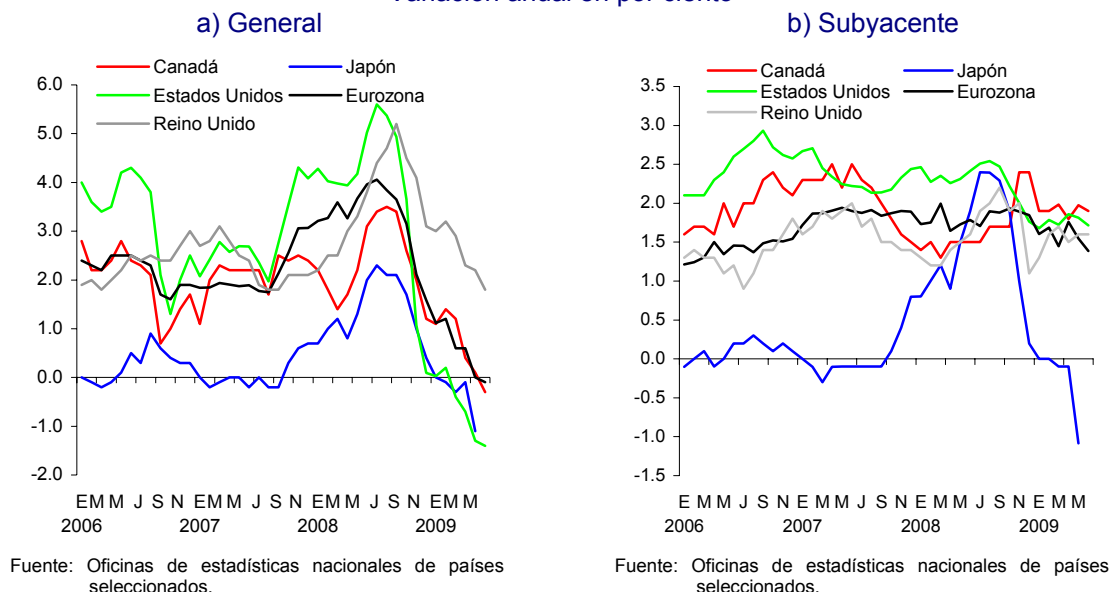 a) General
Canadá Japón
Estados Unidos Eurozona
Reino Unido
6.0
5.0
4.0
3.0
2.0
1.0
0.0
-1.0
-2.0
E M M J S N E M M J S N E M M J S N E M M
2006 2007 2008 2009
Fuente: Oficinas de estadísticas nacionales de países
seleccionados.
b) Subyacente
Canadá Japón
Estados Unidos Eurozona
Reino Unido
3.5
3.0
2.5
2.0
1.5
1.0
0.5
0.0
-0.5
-1.0
-1.5
E M M J S N E M M J S N E M M J S N E M M
2006 2007 2008 2009
Fuente: Oficinas de estadísticas nacionales de países
seleccionados.